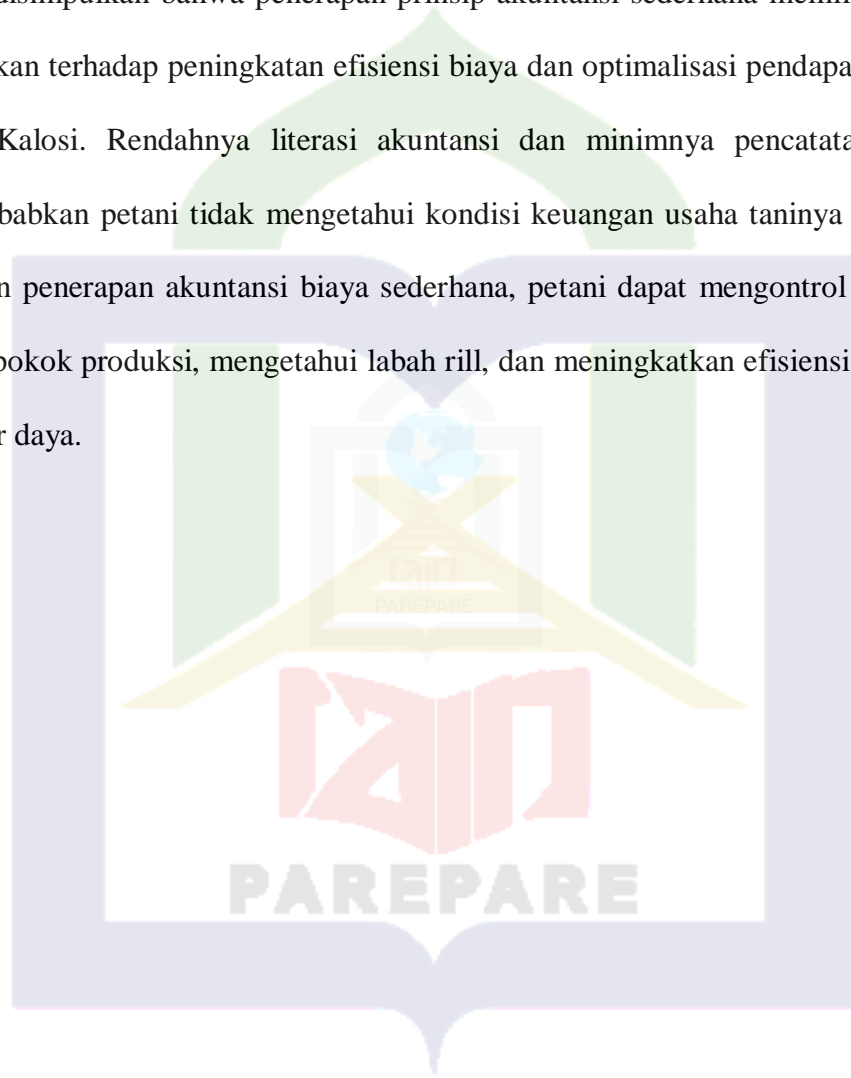 disimpulkan bahwa penerapan prinsip akuntansi sederhana
kan terhadap peningkatan efisiensi biaya dan optimalisasi pendapa
Kalosi. Rendahnya literasi akuntansi dan minimnya pencatata
babkan petani tidak mengetahui kondisi keuangan usaha taninya
n penerapan akuntansi biaya sederhana, petani dapat mengontrol
pokok produksi, mengetahui labah rill, dan meningkatkan efisiensi
r daya.
PAREPARE
PAREPARE